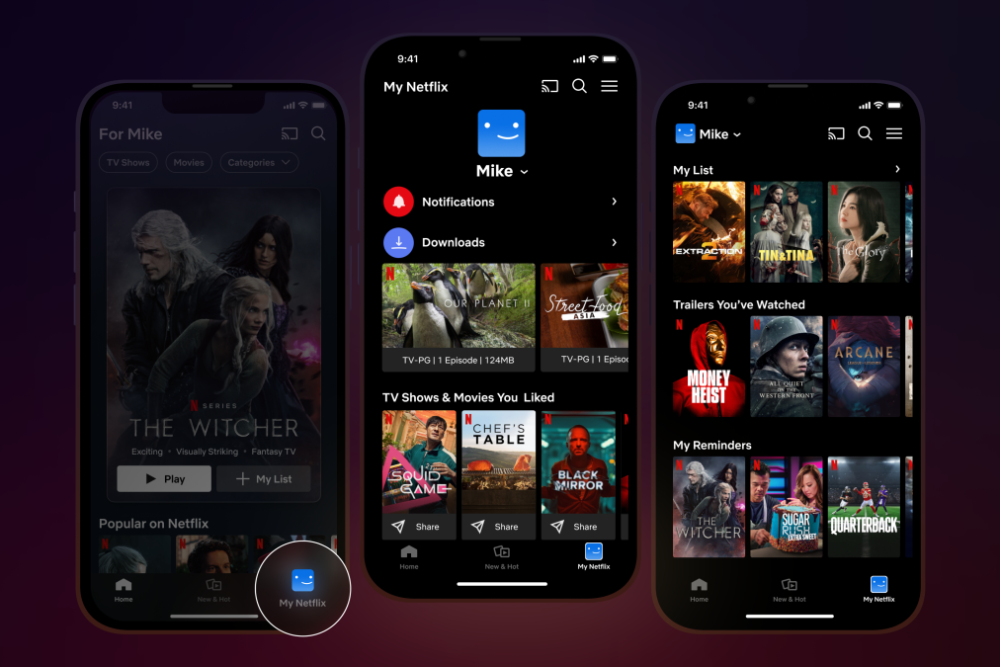 9:41
For Mike
TV Shows
Movies
Categories
N SERIES
THE WITCHER
Exciting • Visually Striking • Fantasy TV
Play
+ My List
Popular on Netflix
Home
New & Hot
My Netflix
9:41
My Netflix
Mike
Notifications
Downloads
OUR PLANET II
TV-PG | 1 Episode | 124MB
Street Food
ASIA
TV-PG | 1 Episo
TV Shows & Movies You Liked
SQUID GAME
Share
CHEF'S TABLE
Share
BLACK MIRROR
Share
Home
New & Hot
My Netflix
9:41
Mike
My List
EXTRACTION 2
TIN&TINA
The Glory
Trailers You've Watched
MONEY HEIST
ALL QUIET
ON THE
WESTERN FRONT
ARCANE
My Reminders
THE WITCHER
SUGAR RUSH
EXTRA SWEET
QUARTERBACK
Home
New & Hot
My Netflix